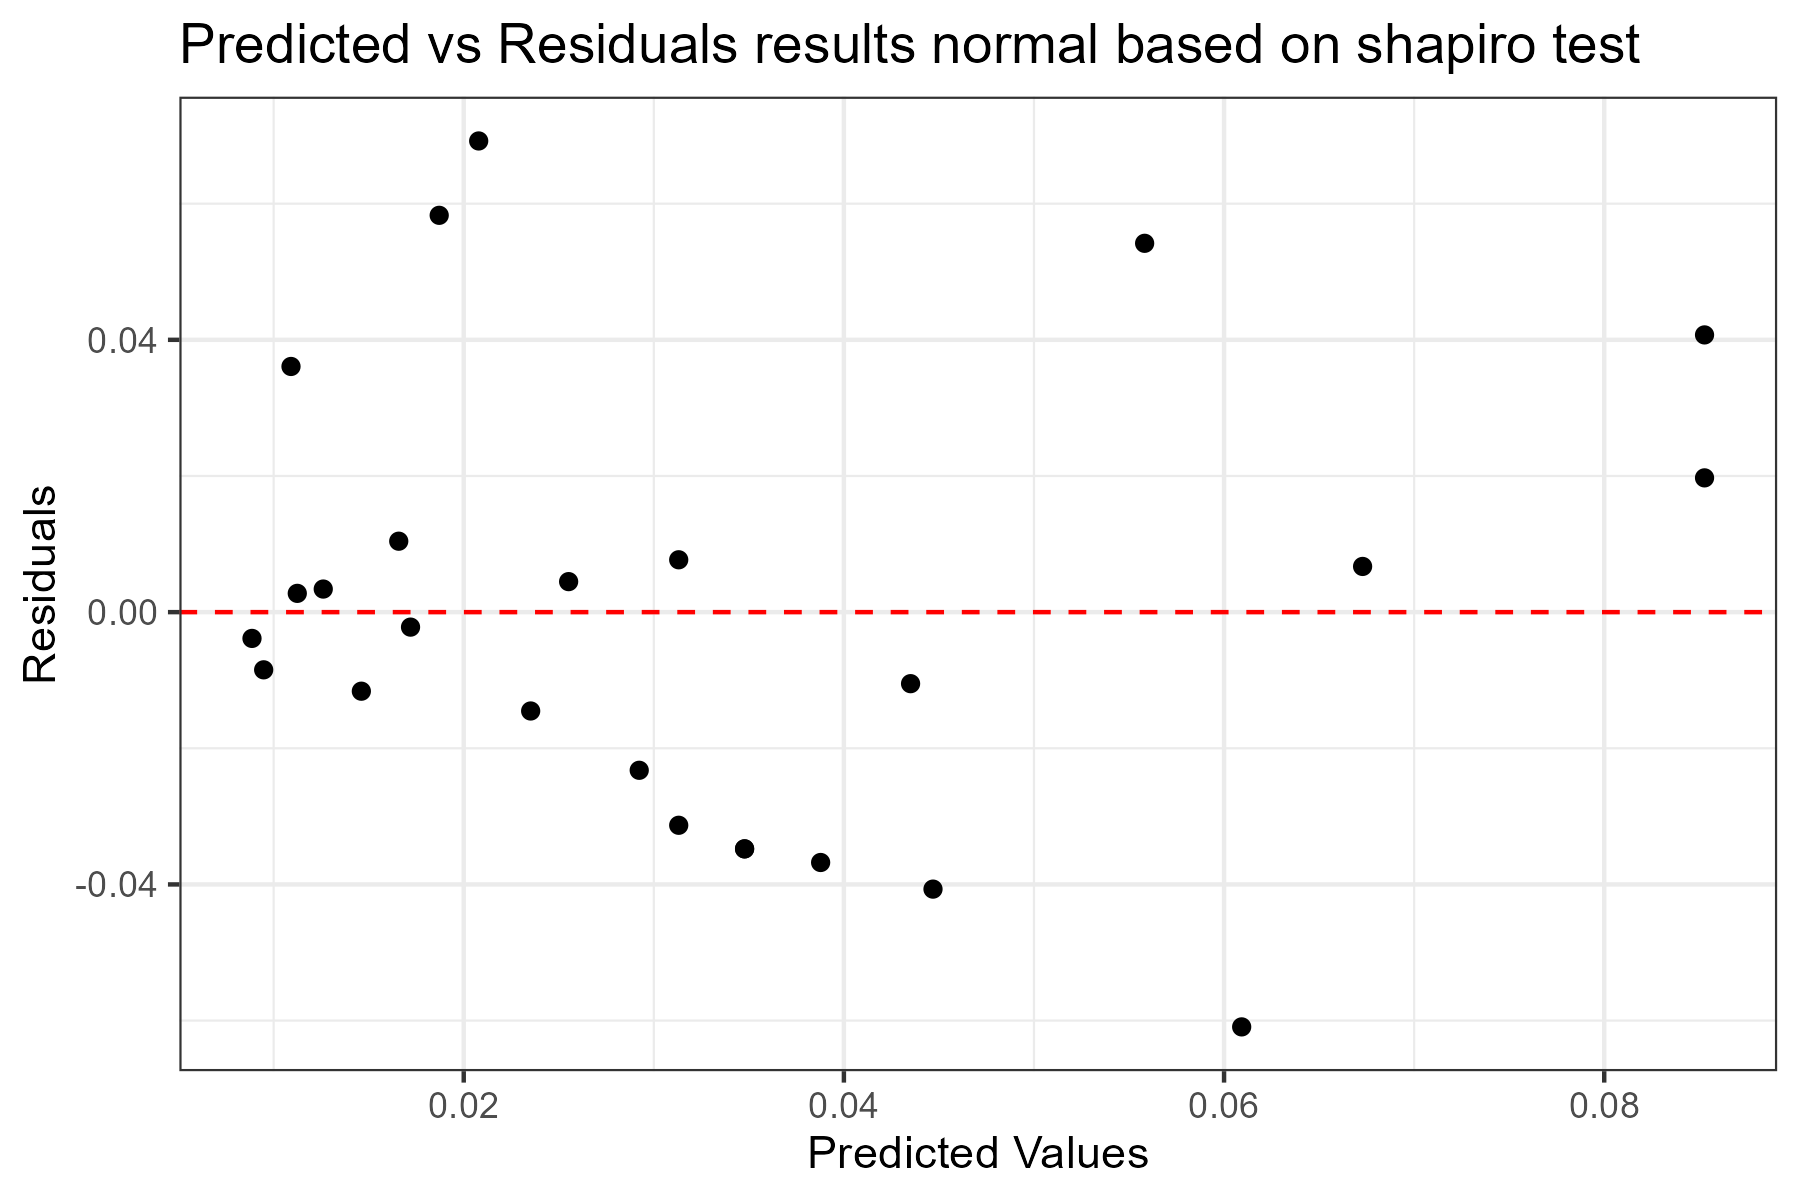 Predicted vs Residuals results normal based on shapiro test
Residuals
0.04
0.00
-0.04
0.02
0.04
0.06
0.08
Predicted Values